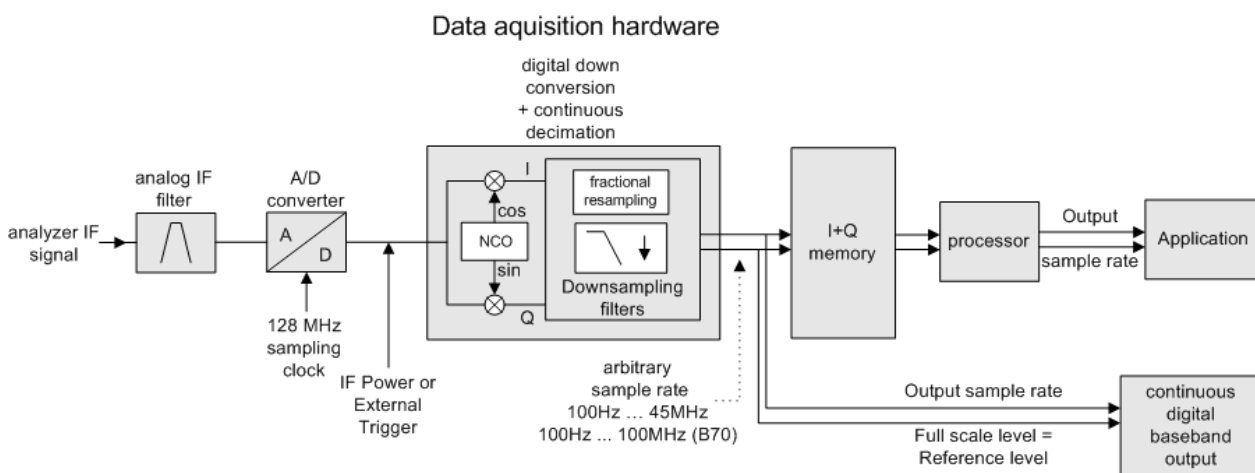 Data aquisition hardware
digital down
conversion
+ continuous
decimation
analog IF
filter
A/D
converter
analyzer IF
signal
A
D
128 MHz
sampling
clock
IF Power or
External
Trigger
I
cos
NCO
sin
Q
fractional
resampling
Downsampling
filters
arbitrary
sample rate
100Hz … 45MHz
100Hz ... 100MHz (B70)
I+Q
memory
processor
Output
sample rate
Application
Output sample rate
Full scale level =
Reference level
continuous
digital
baseband
output